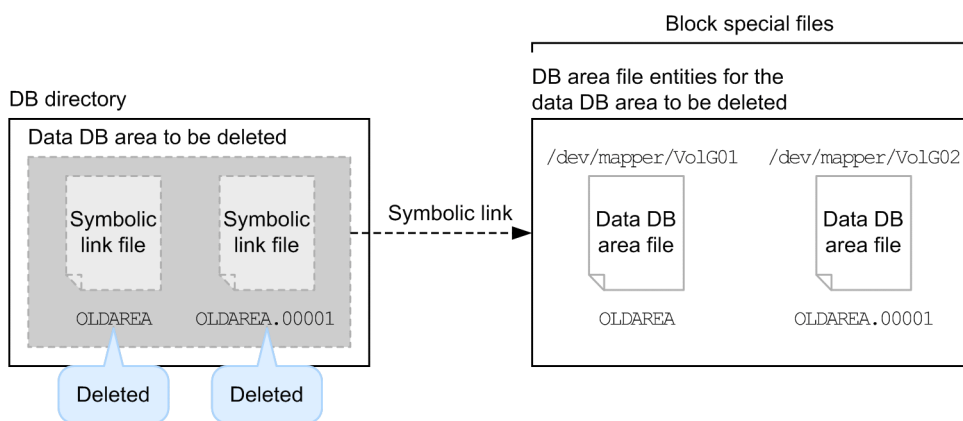 Block special files
DB area file entities for the
data DB area to be deleted
DB directory
Data DB area to be deleted
/dev/mapper/VolG01
/dev/mapper/VolG02
Symbolic
link file
Symbolic
link file
Symbolic link
Data DB
area file
Data DB
area file
OLDAREA
OLDAREA.00001
OLDAREA
OLDAREA.00001
Deleted
Deleted